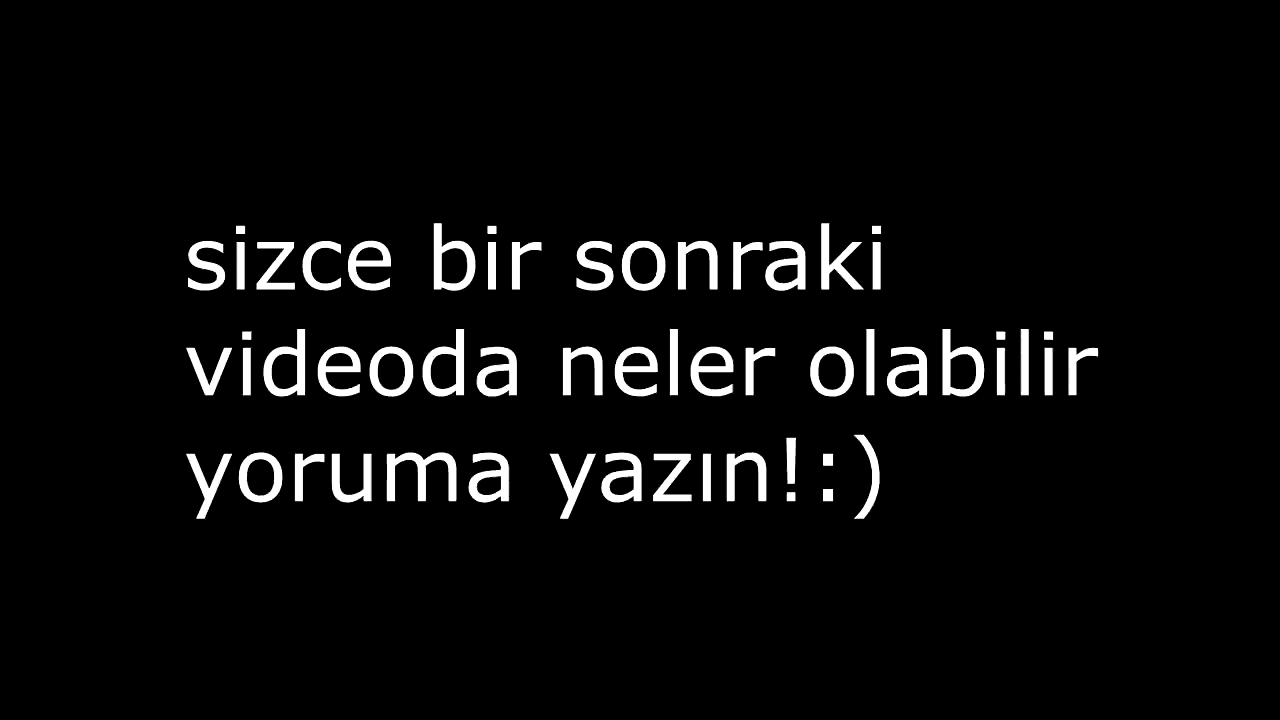 sizce bir sonraki
videoda neler olabilir
yoruma yazın!:)